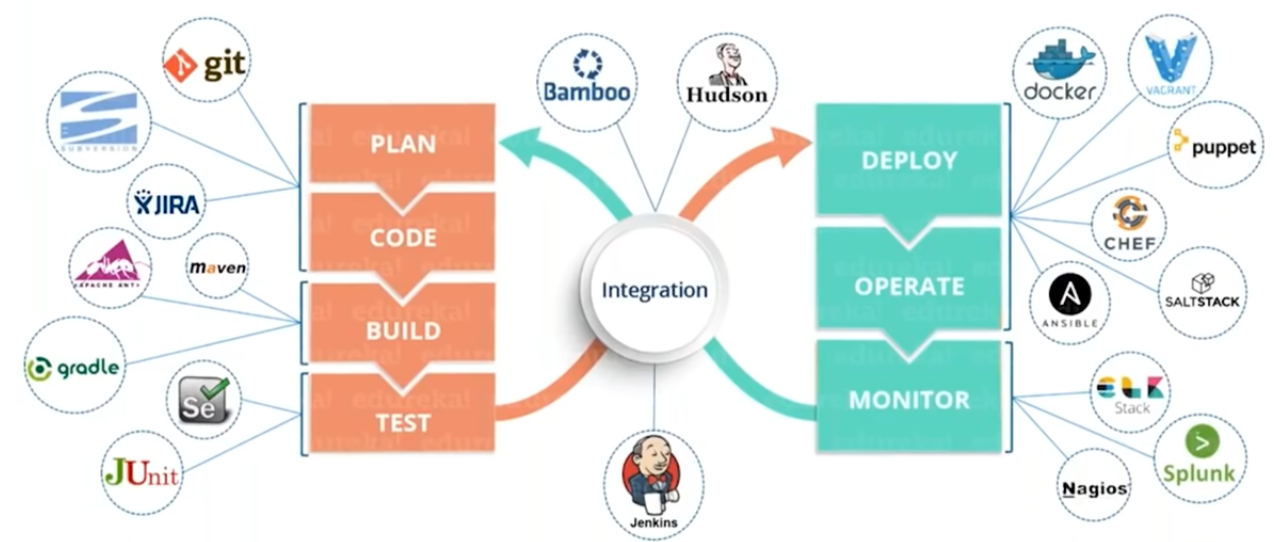 git
SUBVERSION
JIRA
APACHE ANT
maven
gradle
Se
JUnit
PLAN
CODE
BUILD
TEST
Bamboo
Hudson
Integration
Jenkins
DEPLOY
OPERATE
MONITOR
docker
VAGRANT
puppet
CHEF
ANSIBLE
SALTSTACK
ELK
Stack
Splunk
Nagios
edureka!